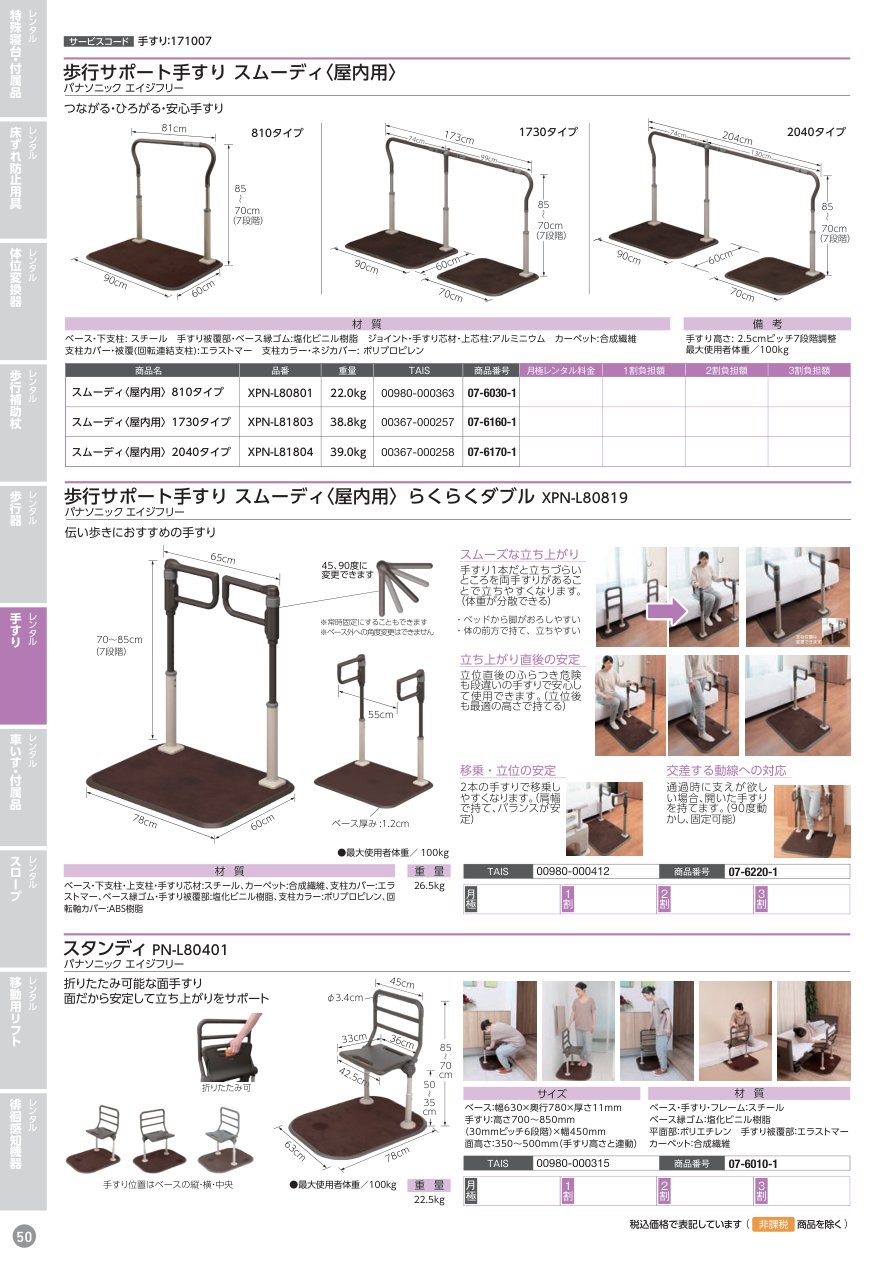 レンタル
特殊寝台・付属品
レンタル
床ずれ防止用具
レンタル
体位変換器
レンタル
歩行補助杖
レンタル
歩行器
レンタル
手すり
レンタル
車いす・付属品
レンタル
スロープ
レンタル
移動用リフト
レンタル
徘徊感知機器
50
サービスコード 手すり:171007
歩行サポート手すり スムーディ〈屋内用〉
パナソニック エイジフリー
つながる・ひろがる・安心手すり
81cm
810タイプ
85
〜
70cm
(7段階)
90cm
60cm
74cm
173cm
99cm
1730タイプ
85
〜
70cm
(7段階)
90cm
60cm
70cm
74cm
204cm
130cm
2040タイプ
85
〜
70cm
(7段階)
90cm
60cm
70cm
材 質
ベース・下支柱: スチール 手すり被覆部・ベース縁ゴム:塩化ビニル樹脂 ジョイント・手すり芯材・上芯柱:アルミニウム カーペット:合成繊維
支柱カバー・被覆(回転連結支柱):エラストマー 支柱カラー・ネジカバー: ポリプロピレン
備 考
手すり高さ: 2.5cmピッチ7段階調整
最大使用者体重／100kg
商品名 品番 重量 TAIS 商品番号 月極レンタル料金 1割負担額 2割負担額 3割負担額
スムーディ〈屋内用〉810タイプ XPN-L80801 22.0kg 00980-000363 07-6030-1
スムーディ〈屋内用〉1730タイプ XPN-L81803 38.8kg 00367-000257 07-6160-1
スムーディ〈屋内用〉2040タイプ XPN-L81804 39.0kg 00367-000258 07-6170-1
歩行サポート手すり スムーディ〈屋内用〉 らくらくダブル XPN-L80819
パナソニック エイジフリー
伝い歩きにおすすめの手すり
65cm
70〜85cm
(7段階)
78cm
60cm
45、90度に
変更できます
※常時固定にすることもできます
※ベース外への角度変更はできません
55cm
ベース厚み:1.2cm
●最大使用者体重／100kg
スムーズな立ち上がり
手すり1本だと立ちづらい
ところを両手すりがあるこ
とで立ちやすくなります。
（体重が分散できる）
・ベッドから脚がおろしやすい
・体の前方で持て、立ちやすい
支柱位置は
変更できます
立ち上がり直後の安定
立位直後のふらつき危険
も段違いの手すりで安心し
て使用できます。（立位後
も最適の高さで持てる）
移乗・立位の安定
2本の手すりで移乗し
やすくなります。（肩幅
で持て、バランスが安
定）
交差する動線への対応
通過時に支えが欲し
い場合、開いた手すり
を持てます。（90度動
かし、固定可能）
材 質
ベース・下支柱・上支柱・手すり芯材:スチール、カーペット:合成繊維、支柱カバー:エラ
ストマー、ベース縁ゴム・手すり被覆部:塩化ビニル樹脂、支柱カラー:ポリプロピレン、回
転軸カバー:ABS樹脂
重 量
26.5kg
TAIS 00980-000412 商品番号 07-6220-1
月極 1割 2割 3割
スタンディ PN-L80401
パナソニック エイジフリー
折りたたみ可能な面手すり
面だから安定して立ち上がりをサポート
折りたたみ可
手すり位置はベースの縦・横・中央
45cm
φ3.4cm
33cm
36cm
42.5cm
85
〜
70
cm
50
〜
35
cm
63cm
78cm
●最大使用者体重／100kg
重 量
22.5kg
サイズ
ベース:幅630×奥行780×厚さ11mm
手すり:高さ700〜850mm
(30mmピッチ6段階)×幅450mm
面高さ:350〜500mm(手すり高さと連動)
材 質
ベース・手すり・フレーム:スチール
ベース縁ゴム:塩化ビニル樹脂
平面部:ポリエチレン 手すり被覆部:エラストマー
カーペット:合成繊維
TAIS 00980-000315 商品番号 07-6010-1
月極 1割 2割 3割
税込価格で表記しています（ 非課税 商品を除く）